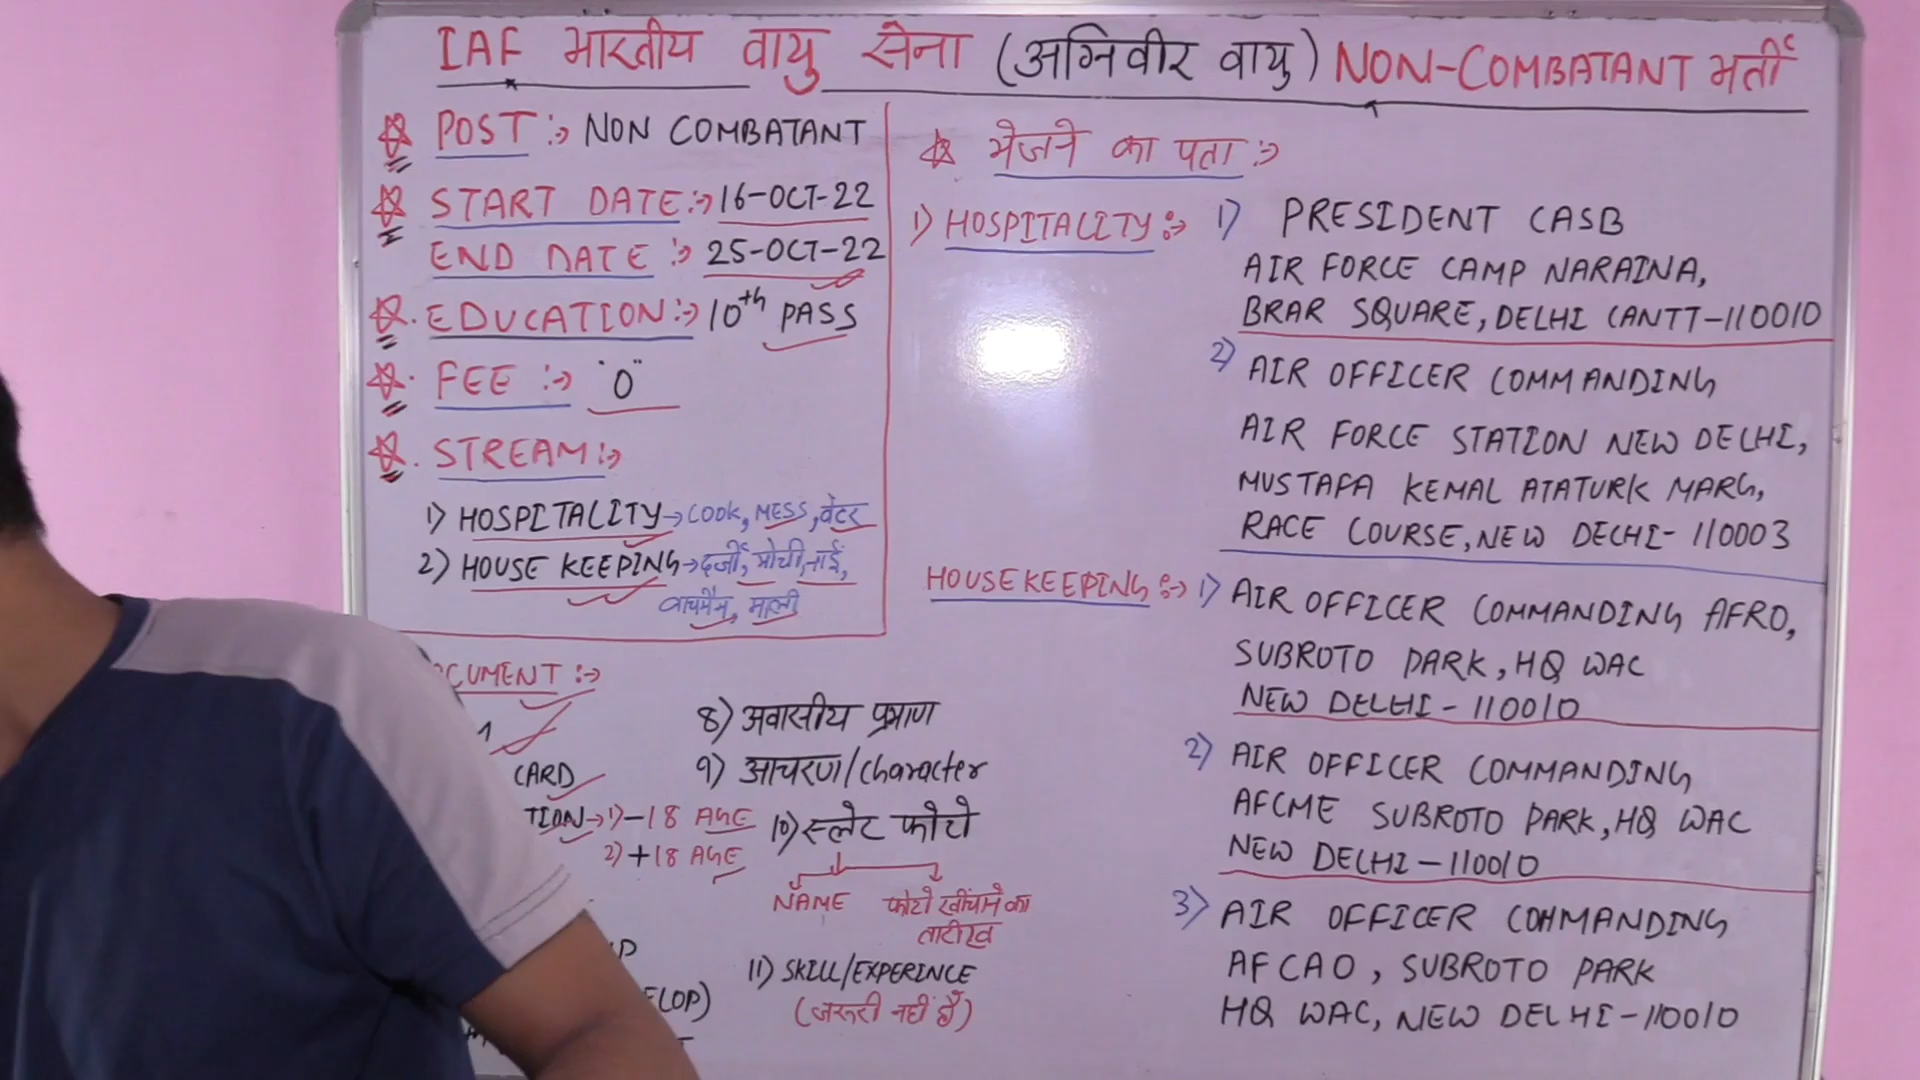 IAF भारतीय वायु सेना (अग्निवीर वायु) NON-COMBATANT भर्ती
POST :→ NON COMBATANT
START DATE :→ 16-OCT-22
END DATE :→ 25-OCT-22
EDUCATION :→ 10th PASS
FEE :→ "0"
STREAM :→
1) HOSPITALITY → COOK, MESS, वेटर
2) HOUSE KEEPING → दर्जी, मोची, नाई,
वाचमैन, माली
CUMENT :→
CARD
TION → 1) -18 AGE
2) +18 AGE
ELOP)
8) अवासीय प्रमाण
9) आचरण/character
10) स्लेट फोटो
NAME फोटो खींचाने का
तारीख
11) SKILL/EXPERINCE
(जरूरी नहीं है)
भेजने का पता :→
1) HOSPITALITY :→ 1) PRESIDENT CASB
AIR FORCE CAMP NARAINA,
BRAR SQUARE, DELHI CANTT-110010
2) AIR OFFICER COMMANDING
AIR FORCE STATION NEW DELHI,
MUSTAFA KEMAL ATATURK MARG,
RACE COURSE, NEW DELHI- 110003
HOUSEKEEPING :→ 1) AIR OFFICER COMMANDING AFRO,
SUBROTO PARK, HQ WAC
NEW DELHI - 110010
2) AIR OFFICER COMMANDING
AFCME SUBROTO PARK, HQ WAC
NEW DELHI - 110010
3) AIR OFFICER COMMANDING
AFCAO, SUBROTO PARK
HQ WAC, NEW DELHI-110010